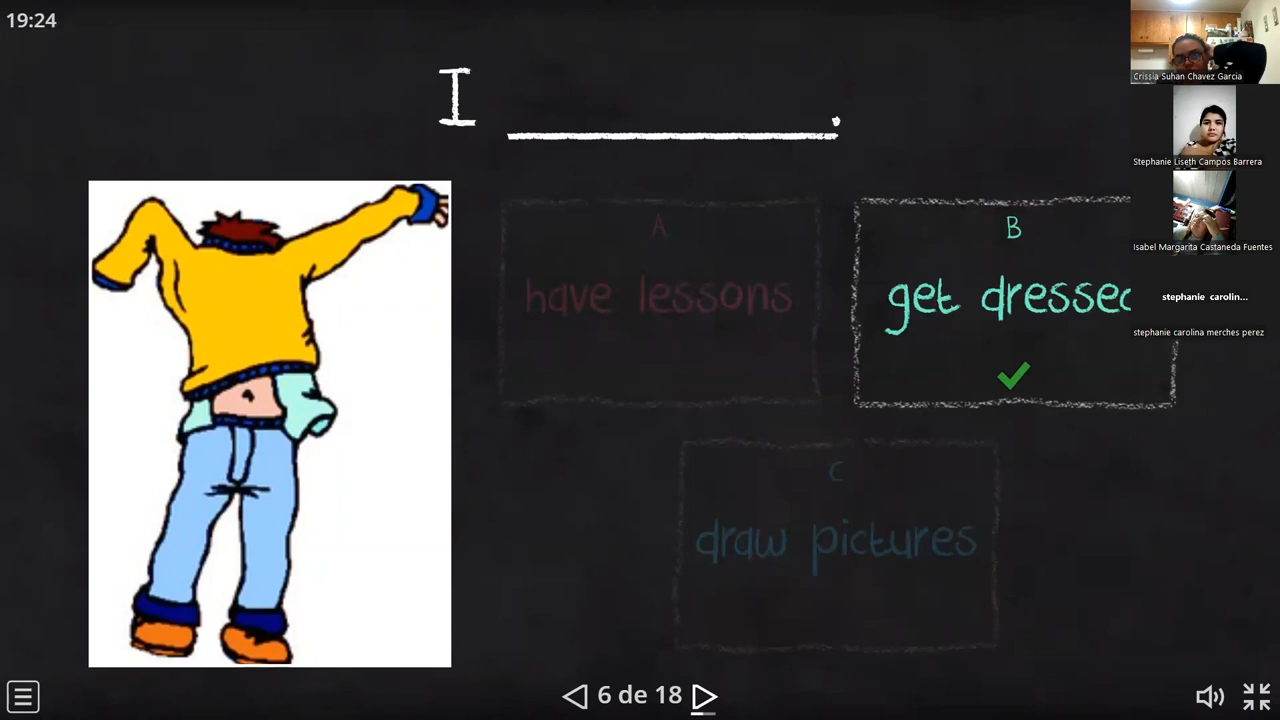 19:24
I ____________.
A
have lessons
B
get dressed
C
draw pictures
6 de 18
Crissia Suhan Chavez Garcia
Stephanie Liseth Campos Barrera
Isabel Margarita Castaneda Fuentes
stephanie carolin...
stephanie carolina merches perez